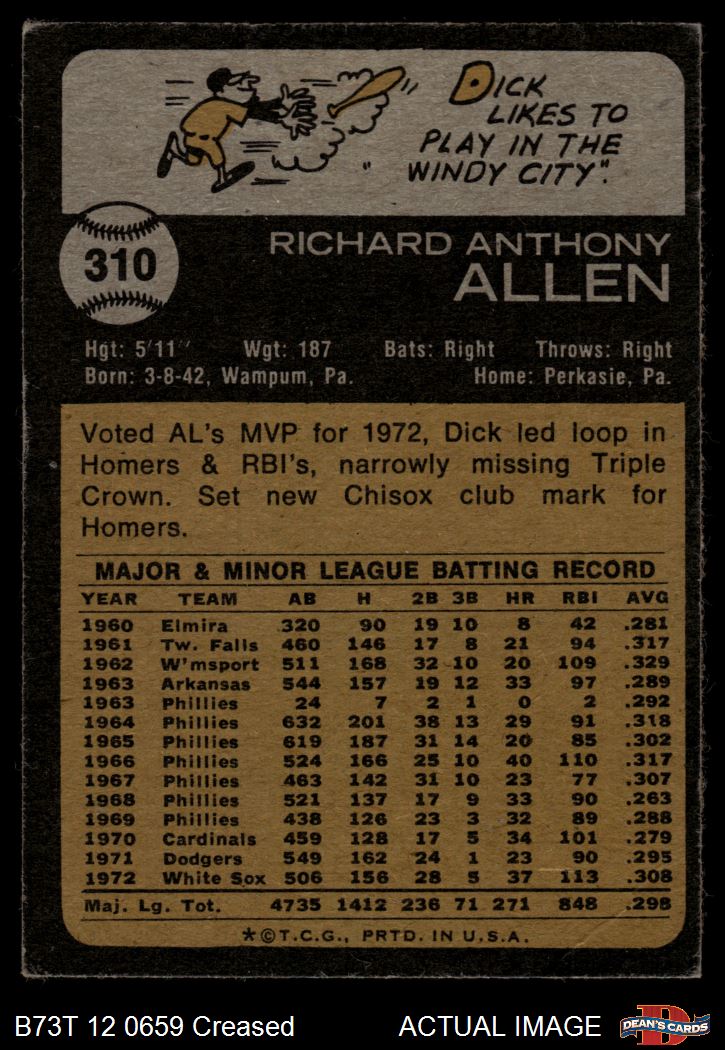 DICK
LIKES TO
PLAY IN THE
"WINDY CITY".
310
RICHARD ANTHONY
ALLEN
Hgt: 5'11" Wgt: 187 Bats: Right Throws: Right
Born: 3-8-42, Wampum, Pa. Home: Perkasie, Pa.
Voted AL's MVP for 1972, Dick led loop in
Homers & RBI's, narrowly missing Triple
Crown. Set new Chisox club mark for
Homers.
MAJOR & MINOR LEAGUE BATTING RECORD
YEAR TEAM AB H 2B 3B HR RBI AVG
1960 Elmira 320 90 19 10 8 42 .281
1961 Tw. Falls 460 146 17 8 21 94 .317
1962 W'msport 511 168 32 10 20 109 .329
1963 Arkansas 544 157 19 12 33 97 .289
1963 Phillies 24 7 2 1 0 2 .292
1964 Phillies 632 201 38 13 29 91 .318
1965 Phillies 619 187 31 14 20 85 .302
1966 Phillies 524 166 25 10 40 110 .317
1967 Phillies 463 142 31 10 23 77 .307
1968 Phillies 521 137 17 9 33 90 .263
1969 Phillies 438 126 23 3 32 89 .288
1970 Cardinals 459 128 17 5 34 101 .279
1971 Dodgers 549 162 24 1 23 90 .295
1972 White Sox 506 156 28 5 37 113 .308
Maj. Lg. Tot. 4735 1412 236 71 271 848 .298
*©T.C.G., PRTD. IN U.S.A.
B73T 12 0659 Creased ACTUAL IMAGE
D
DEAN'S CARDS